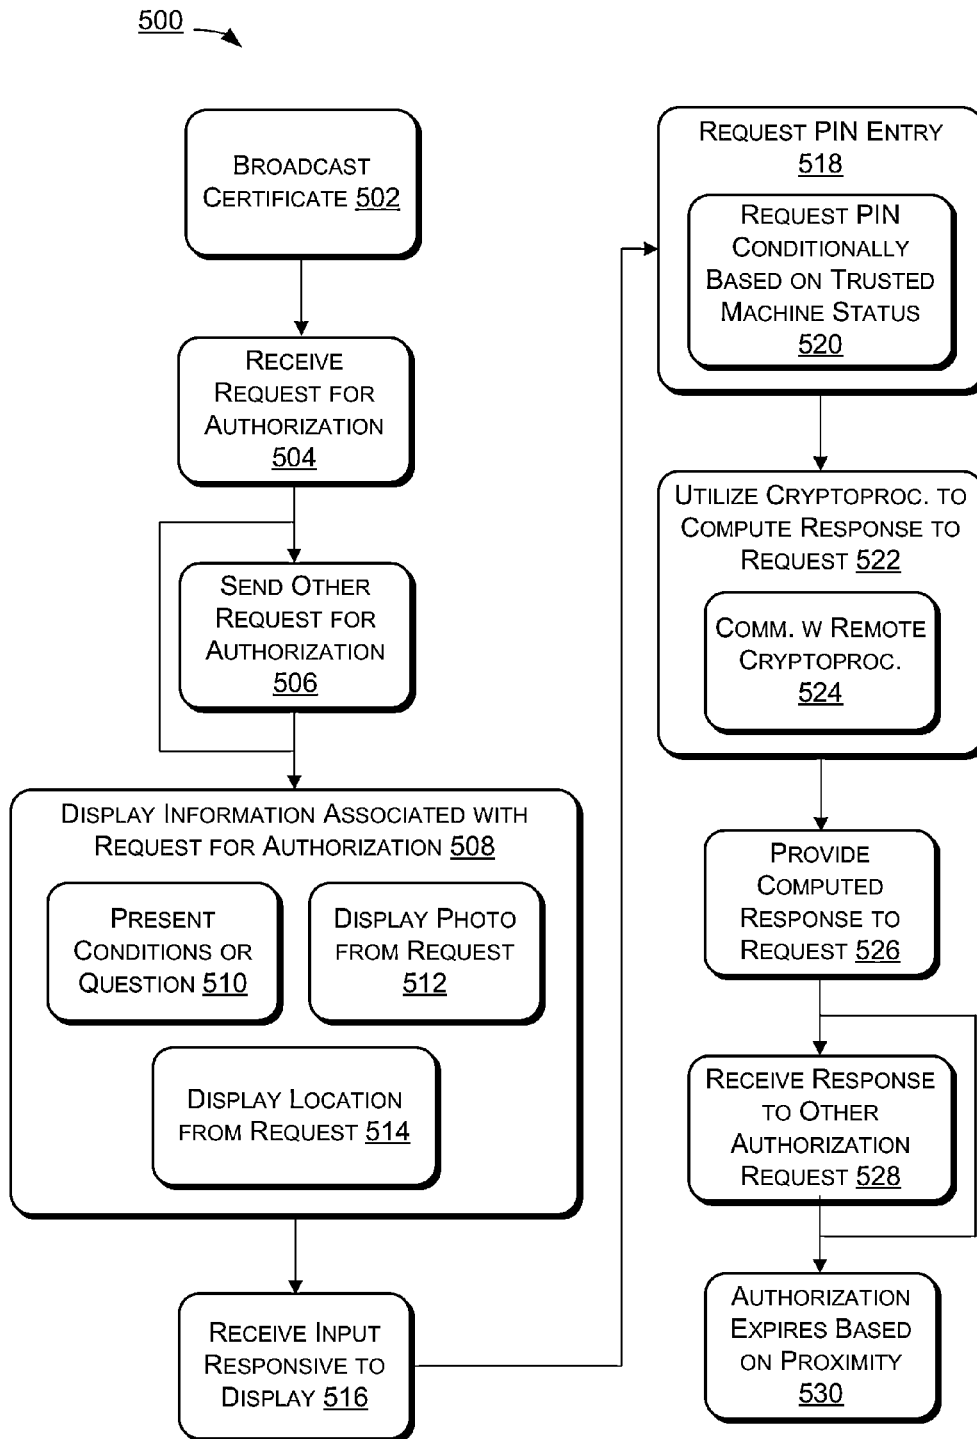 500
BROADCAST
CERTIFICATE 502
RECEIVE
REQUEST FOR
AUTHORIZATION
504
SEND OTHER
REQUEST FOR
AUTHORIZATION
506
DISPLAY INFORMATION ASSOCIATED WITH
REQUEST FOR AUTHORIZATION 508
PRESENT
CONDITIONS OR
QUESTION 510
DISPLAY PHOTO
FROM REQUEST
512
DISPLAY LOCATION
FROM REQUEST 514
RECEIVE INPUT
RESPONSIVE TO
DISPLAY 516
REQUEST PIN ENTRY
518
REQUEST PIN
CONDITIONALLY
BASED ON TRUSTED
MACHINE STATUS
520
UTILIZE CRYPTOPROC. TO
COMPUTE RESPONSE TO
REQUEST 522
COMM. W REMOTE
CRYPTOPROC.
524
PROVIDE
COMPUTED
RESPONSE TO
REQUEST 526
RECEIVE RESPONSE
TO OTHER
AUTHORIZATION
REQUEST 528
AUTHORIZATION
EXPIRES BASED
ON PROXIMITY
530